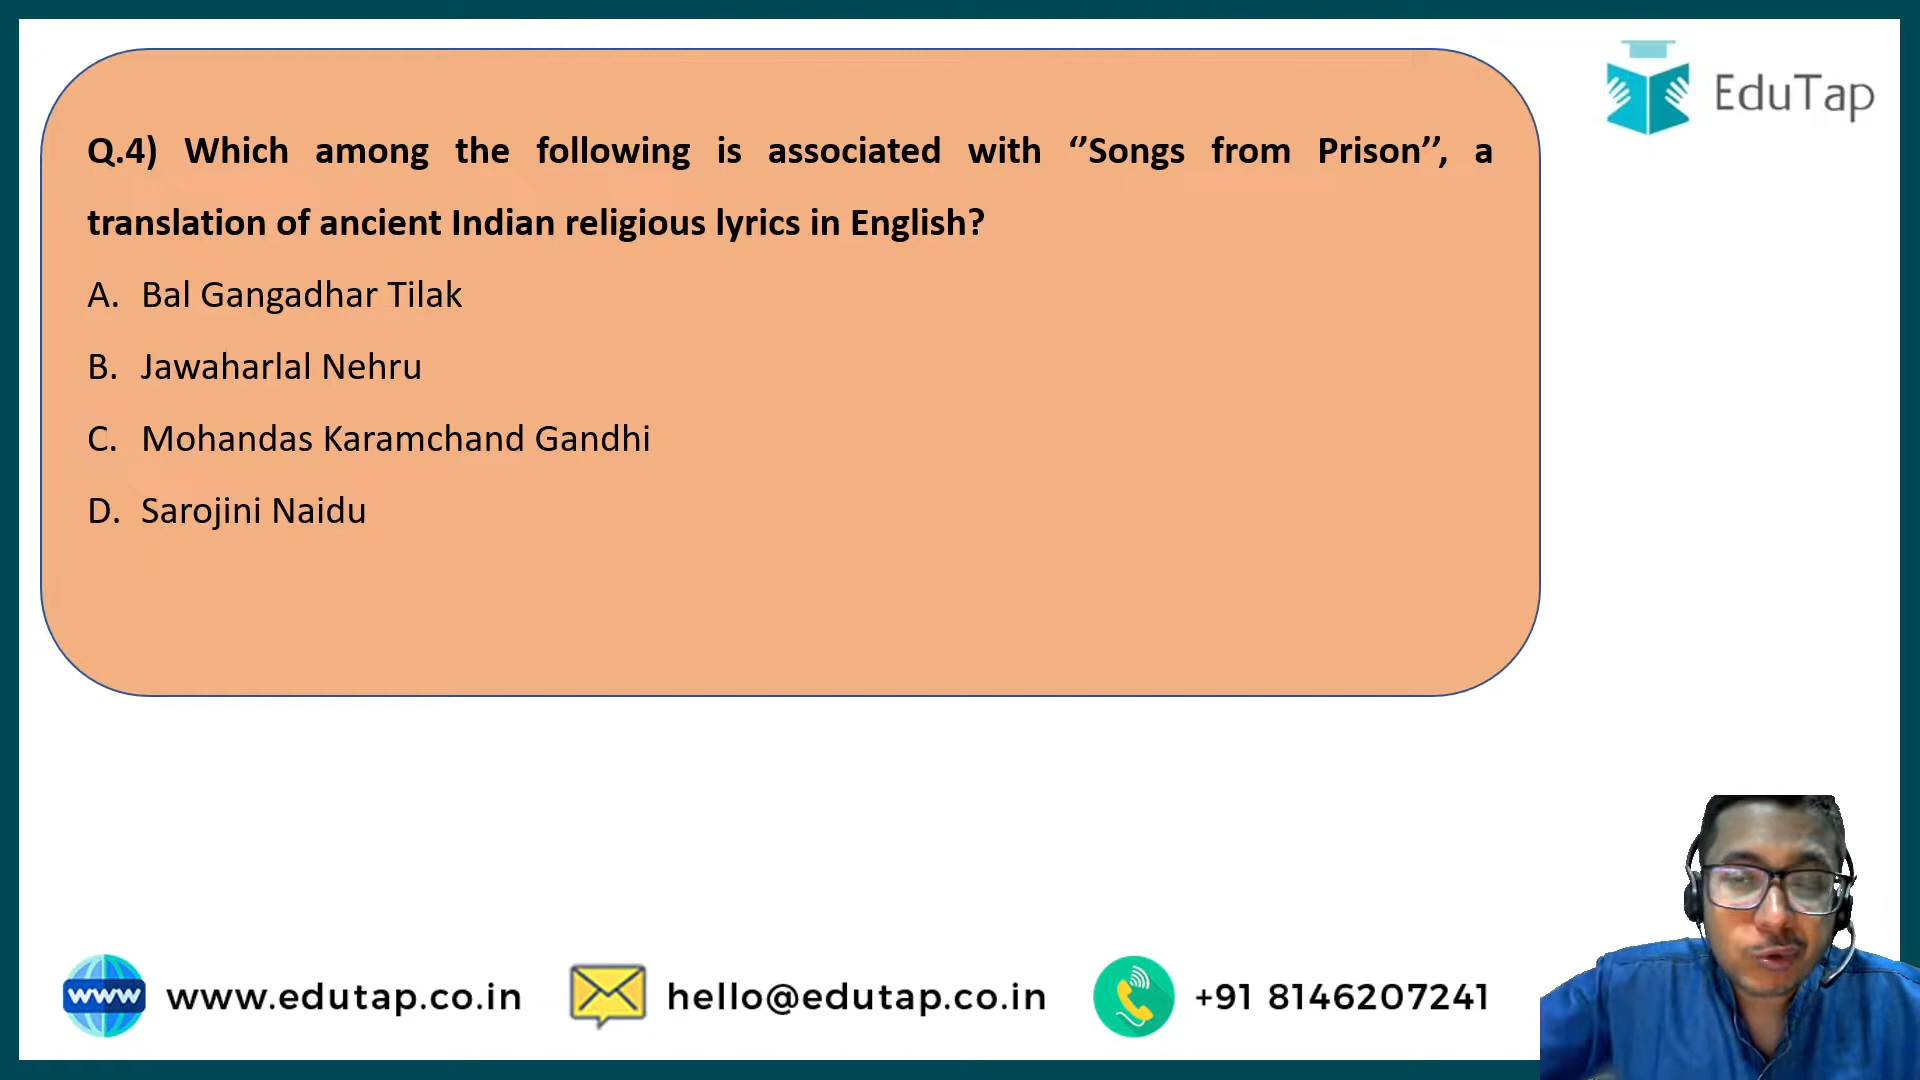 EduTap
Q.4) Which among the following is associated with ‘’Songs from Prison’’, a
translation of ancient Indian religious lyrics in English?
A. Bal Gangadhar Tilak
B. Jawaharlal Nehru
C. Mohandas Karamchand Gandhi
D. Sarojini Naidu
www www.edutap.co.in hello@edutap.co.in +91 8146207241